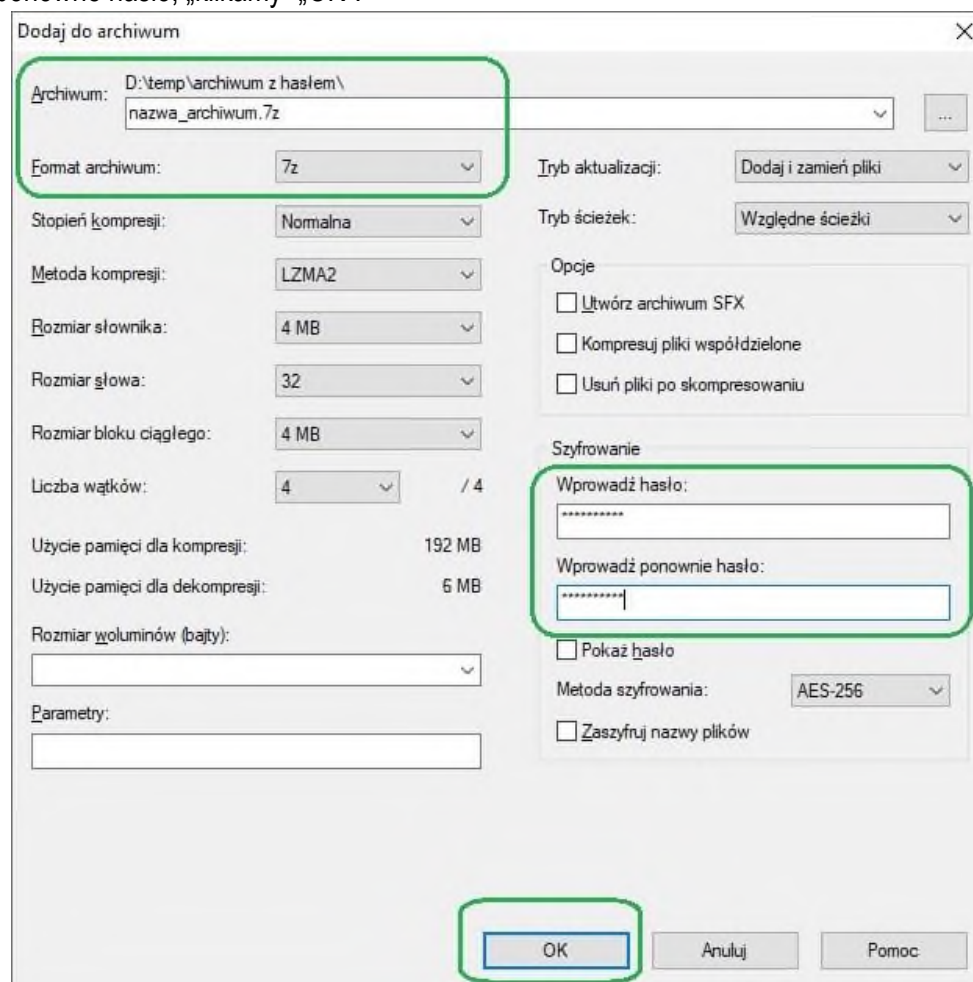 ponownie hasło, „klikamy” „OK”.
Dodaj do archiwum
Archiwum:
D:\temp\archiwum z hasłem\
nazwa_archiwum.7z
...
Format archiwum:
7z
Stopień kompresji:
Normalna
Metoda kompresji:
LZMA2
Rozmiar słownika:
4 MB
Rozmiar słowa:
32
Rozmiar bloku ciągłego:
4 MB
Liczba wątków:
4
/ 4
Użycie pamięci dla kompresji:
192 MB
Użycie pamięci dla dekompresji:
6 MB
Rozmiar woluminów (bajty):
Parametry:
Tryb aktualizacji:
Dodaj i zamień pliki
Tryb ścieżek:
Względne ścieżki
Opcje
Utwórz archiwum SFX
Kompresuj pliki współdzielone
Usuń pliki po skompresowaniu
Szyfrowanie
Wprowadź hasło:
**********
Wprowadź ponownie hasło:
**********
Pokaż hasło
Metoda szyfrowania:
AES-256
Zaszyfruj nazwy plików
OK
Anuluj
Pomoc